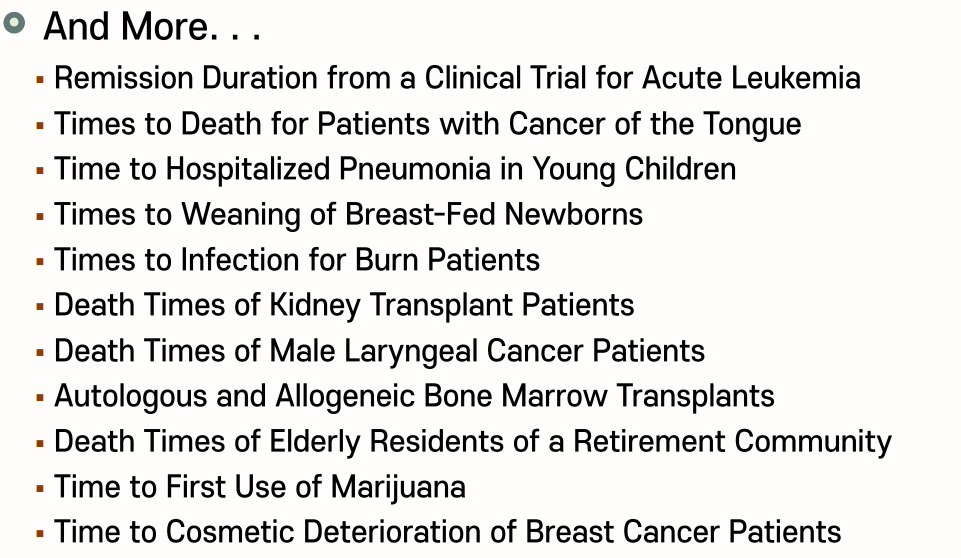 And More. . .
Remission Duration from a Clinical Trial for Acute Leukemia
Times to Death for Patients with Cancer of the Tongue
Time to Hospitalized Pneumonia in Young Children
Times to Weaning of Breast-Fed Newborns
Times to Infection for Burn Patients
Death Times of Kidney Transplant Patients
Death Times of Male Laryngeal Cancer Patients
Autologous and Allogeneic Bone Marrow Transplants
Death Times of Elderly Residents of a Retirement Community
Time to First Use of Marijuana
Time to Cosmetic Deterioration of Breast Cancer Patients